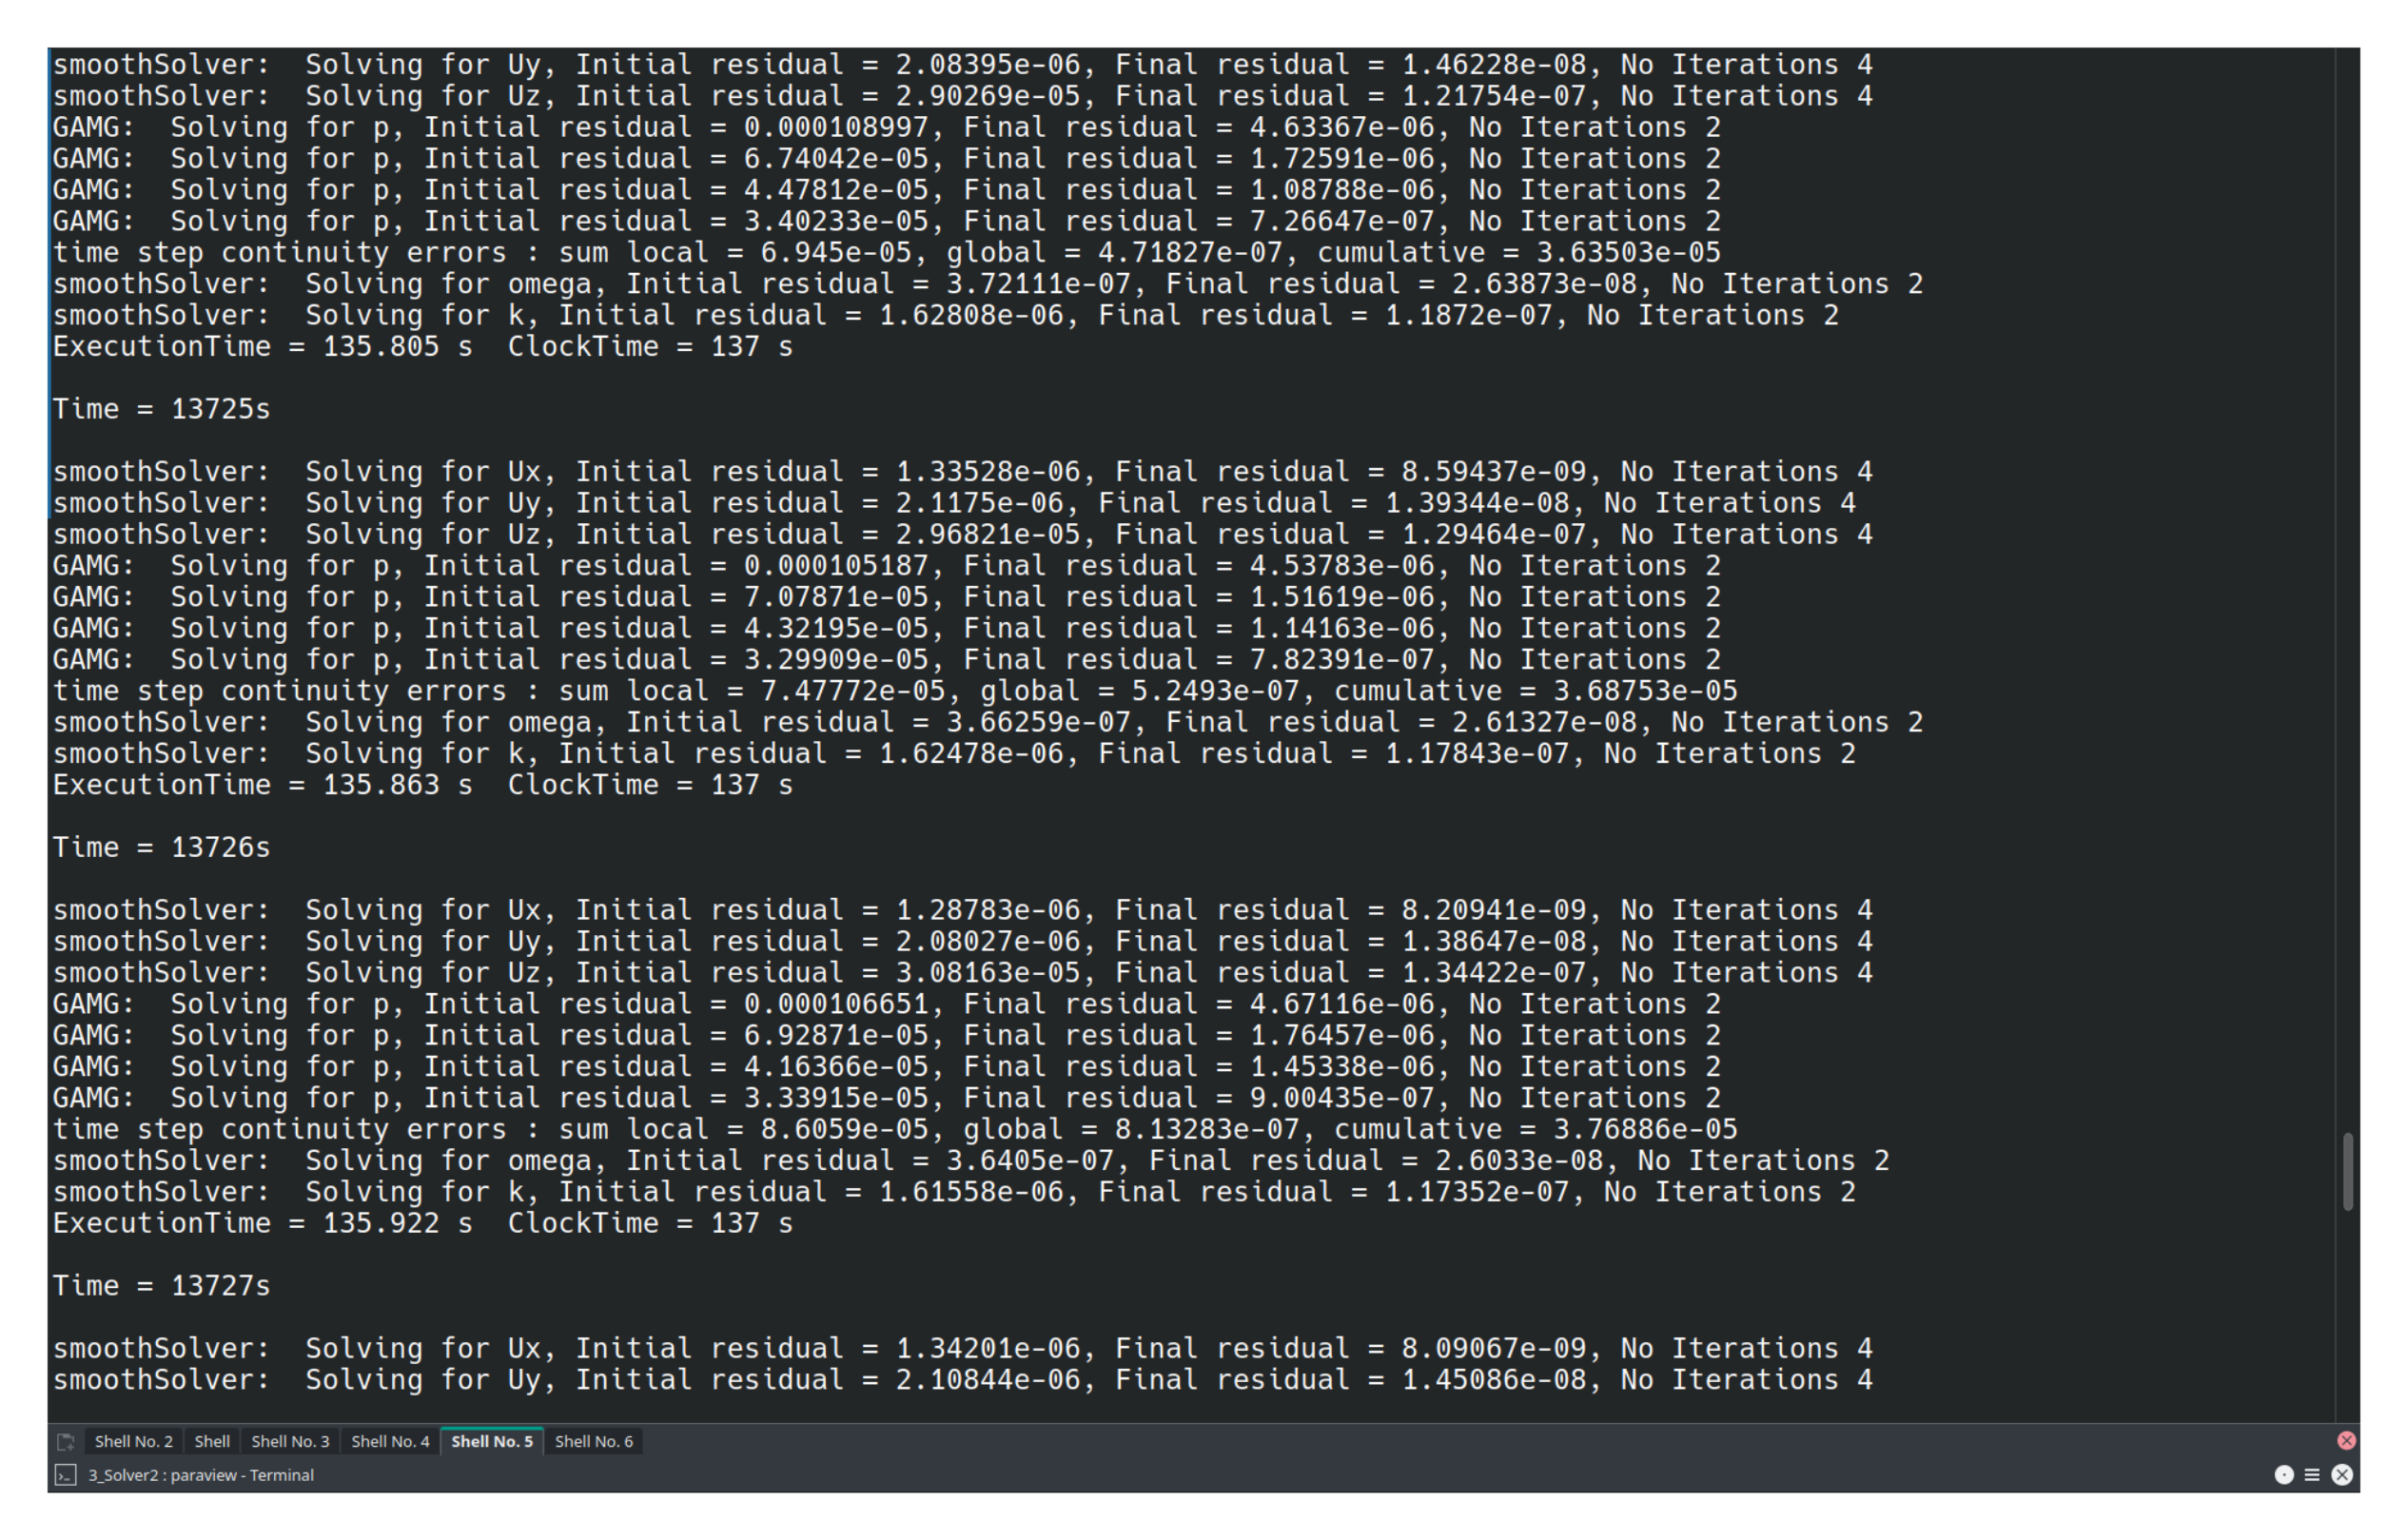 smoothSolver:  Solving for Uy, Initial residual = 2.08395e-06, Final residual = 1.46228e-08, No Iterations 4
smoothSolver:  Solving for Uz, Initial residual = 2.90269e-05, Final residual = 1.21754e-07, No Iterations 4
GAMG:  Solving for p, Initial residual = 0.000108997, Final residual = 4.63367e-06, No Iterations 2
GAMG:  Solving for p, Initial residual = 6.74042e-05, Final residual = 1.72591e-06, No Iterations 2
GAMG:  Solving for p, Initial residual = 4.47812e-05, Final residual = 1.08788e-06, No Iterations 2
GAMG:  Solving for p, Initial residual = 3.40233e-05, Final residual = 7.26647e-07, No Iterations 2
time step continuity errors : sum local = 6.945e-05, global = 4.71827e-07, cumulative = 3.63503e-05
smoothSolver:  Solving for omega, Initial residual = 3.72111e-07, Final residual = 2.63873e-08, No Iterations 2
smoothSolver:  Solving for k, Initial residual = 1.62808e-06, Final residual = 1.1872e-07, No Iterations 2
ExecutionTime = 135.805 s  ClockTime = 137 s
Time = 13725s
smoothSolver:  Solving for Ux, Initial residual = 1.33528e-06, Final residual = 8.59437e-09, No Iterations 4
smoothSolver:  Solving for Uy, Initial residual = 2.1175e-06, Final residual = 1.39344e-08, No Iterations 4
smoothSolver:  Solving for Uz, Initial residual = 2.96821e-05, Final residual = 1.29464e-07, No Iterations 4
GAMG:  Solving for p, Initial residual = 0.000105187, Final residual = 4.53783e-06, No Iterations 2
GAMG:  Solving for p, Initial residual = 7.07871e-05, Final residual = 1.51619e-06, No Iterations 2
GAMG:  Solving for p, Initial residual = 4.32195e-05, Final residual = 1.14163e-06, No Iterations 2
GAMG:  Solving for p, Initial residual = 3.29909e-05, Final residual = 7.82391e-07, No Iterations 2
time step continuity errors : sum local = 7.47772e-05, global = 5.2493e-07, cumulative = 3.68753e-05
smoothSolver:  Solving for omega, Initial residual = 3.66259e-07, Final residual = 2.61327e-08, No Iterations 2
smoothSolver:  Solving for k, Initial residual = 1.62478e-06, Final residual = 1.17843e-07, No Iterations 2
ExecutionTime = 135.863 s  ClockTime = 137 s
Time = 13726s
smoothSolver:  Solving for Ux, Initial residual = 1.28783e-06, Final residual = 8.20941e-09, No Iterations 4
smoothSolver:  Solving for Uy, Initial residual = 2.08027e-06, Final residual = 1.38647e-08, No Iterations 4
smoothSolver:  Solving for Uz, Initial residual = 3.08163e-05, Final residual = 1.34422e-07, No Iterations 4
GAMG:  Solving for p, Initial residual = 0.000106651, Final residual = 4.67116e-06, No Iterations 2
GAMG:  Solving for p, Initial residual = 6.92871e-05, Final residual = 1.76457e-06, No Iterations 2
GAMG:  Solving for p, Initial residual = 4.16366e-05, Final residual = 1.45338e-06, No Iterations 2
GAMG:  Solving for p, Initial residual = 3.33915e-05, Final residual = 9.00435e-07, No Iterations 2
time step continuity errors : sum local = 8.6059e-05, global = 8.13283e-07, cumulative = 3.76886e-05
smoothSolver:  Solving for omega, Initial residual = 3.6405e-07, Final residual = 2.6033e-08, No Iterations 2
smoothSolver:  Solving for k, Initial residual = 1.61558e-06, Final residual = 1.17352e-07, No Iterations 2
ExecutionTime = 135.922 s  ClockTime = 137 s
Time = 13727s
smoothSolver:  Solving for Ux, Initial residual = 1.34201e-06, Final residual = 8.09067e-09, No Iterations 4
smoothSolver:  Solving for Uy, Initial residual = 2.10844e-06, Final residual = 1.45086e-08, No Iterations 4
Shell No. 2  Shell  Shell No. 3  Shell No. 4  Shell No. 5  Shell No. 6
3_Solver2 : paraview - Terminal